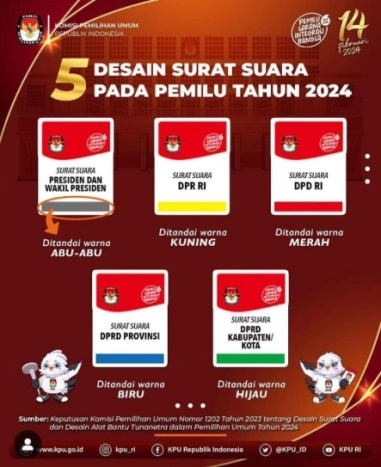 KOMISI PEMILIHAN UMUM
REPUBLIK INDONESIA
PEMILU
SARANA
INTEGRASI
BANGSA
14
Februari
2024
5 DESAIN SURAT SUARA
PADA PEMILU TAHUN 2024
SURAT SUARA
PRESIDEN DAN
WAKIL PRESIDEN
Ditandai warna
ABU-ABU
SURAT SUARA
DPR RI
Ditandai warna
KUNING
SURAT SUARA
DPD RI
Ditandai warna
MERAH
SURAT SUARA
DPRD PROVINSI
Ditandai warna
BIRU
SURAT SUARA
DPRD
KABUPATEN/
KOTA
Ditandai warna
HIJAU
Sumber: Keputusan Komisi Pemilihan Umum Nomor 1202 Tahun 2023 tentang Desain Surat Suara
dan Desain Alat Bantu Tunanetra dalam Pemilihan Umum Tahun 2024
www.kpu.go.id kpu_ri KPU Republik Indonesia @KPU_ID KPU RI